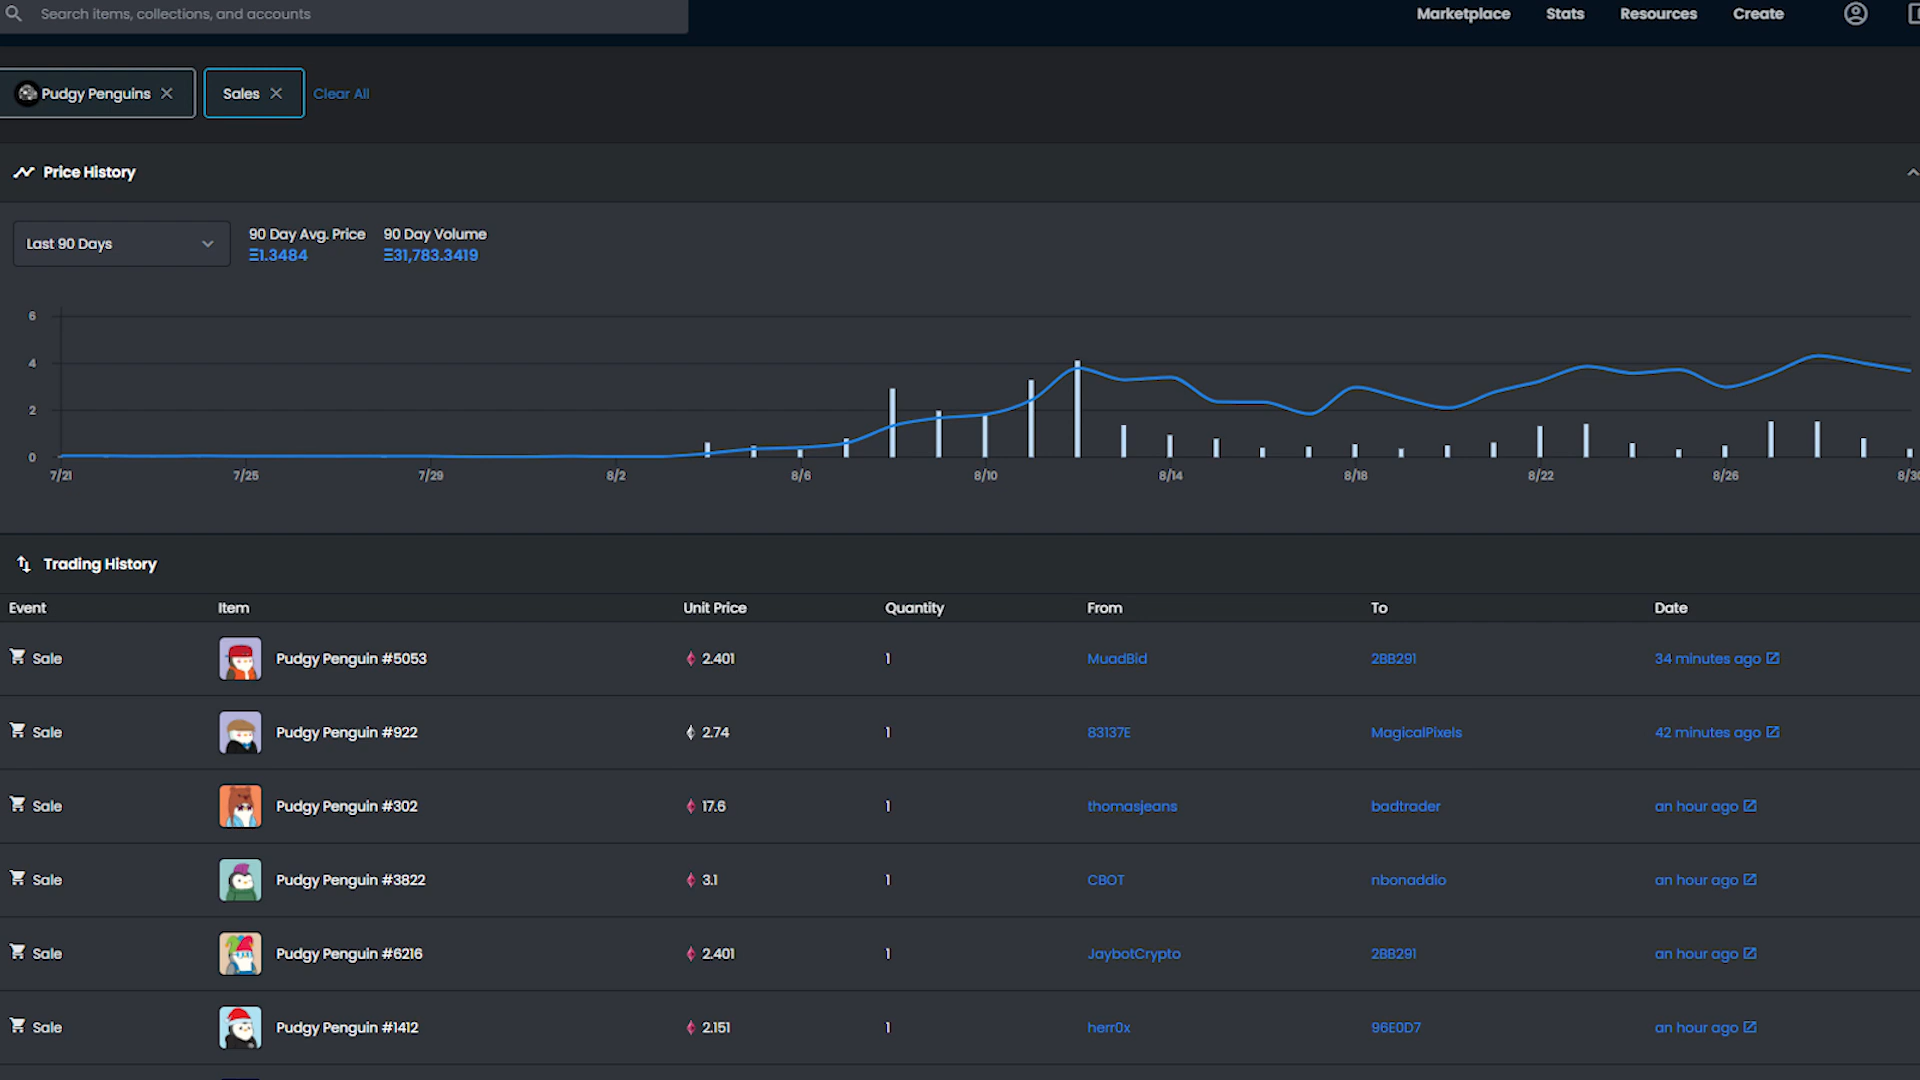 Search items, collections, and accounts
Marketplace Stats Resources Create
Pudgy Penguins Sales Clear All
Price History
Last 90 Days
90 Day Avg. Price 90 Day Volume
Ξ1.3484 Ξ31,783.3419
6
4
2
0
7/21 7/25 7/29 8/2 8/6 8/10 8/14 8/18 8/22 8/26 8/30
Trading History
Event Item Unit Price Quantity From To Date
Sale Pudgy Penguin #5053 2.401 1 MuadBid 2BB291 34 minutes ago
Sale Pudgy Penguin #922 2.74 1 83137E MagicalPixels 42 minutes ago
Sale Pudgy Penguin #302 17.6 1 thomasjeans badtrader an hour ago
Sale Pudgy Penguin #3822 3.1 1 CBOT nbonaddio an hour ago
Sale Pudgy Penguin #6216 2.401 1 JaybotCrypto 2BB291 an hour ago
Sale Pudgy Penguin #1412 2.151 1 herr0x 96E0D7 an hour ago